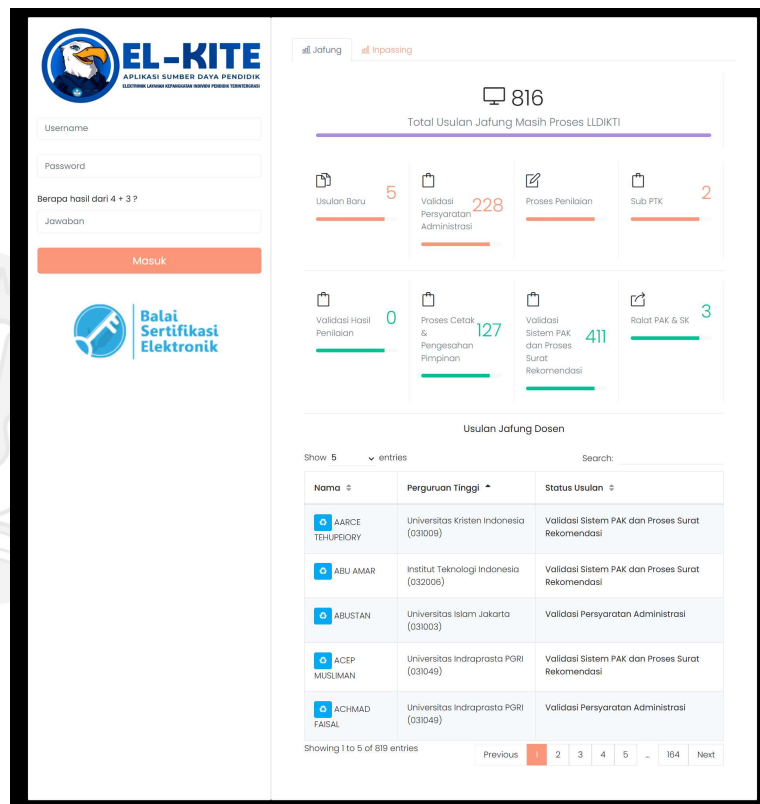 EL-KITE
APLIKASI SUMBER DAYA PENDIDIK
ELEKTRONIK LAYANAN KEPANGKATAN INDIVIDU PENDIDIK TERINTERGRASI
Username
Password
Berapa hasil dari 4 + 3 ?
Jawaban
Masuk
Balai
Sertifikasi
Elektronik
Jafung
Inpassing
816
Total Usulan Jafung Masih Proses LLDIKTI
Usulan Baru
5
Validasi
Persyaratan
Administrasi
228
Proses Penilaian
Sub PTK
2
Validasi Hasil
Penilaian
0
Proses Cetak
&
Pengesahan
Pimpinan
127
Validasi
Sistem PAK
dan Proses
Surat
Rekomendasi
411
Ralat PAK & SK
3
Usulan Jafung Dosen
Show 5 entries
Search:
Nama Perguruan Tinggi Status Usulan
AARCE
TEHUPEIORY
Universitas Kristen Indonesia
(031009)
Validasi Sistem PAK dan Proses Surat
Rekomendasi
ABU AMAR
Institut Teknologi Indonesia
(032006)
Validasi Sistem PAK dan Proses Surat
Rekomendasi
ABUSTAN
Universitas Islam Jakarta
(031003)
Validasi Persyaratan Administrasi
ACEP
MUSLIMAN
Universitas Indraprasta PGRI
(031049)
Validasi Sistem PAK dan Proses Surat
Rekomendasi
ACHMAD
FAISAL
Universitas Indraprasta PGRI
(031049)
Validasi Persyaratan Administrasi
Showing 1 to 5 of 819 entries
Previous 1 2 3 4 5 … 164 Next